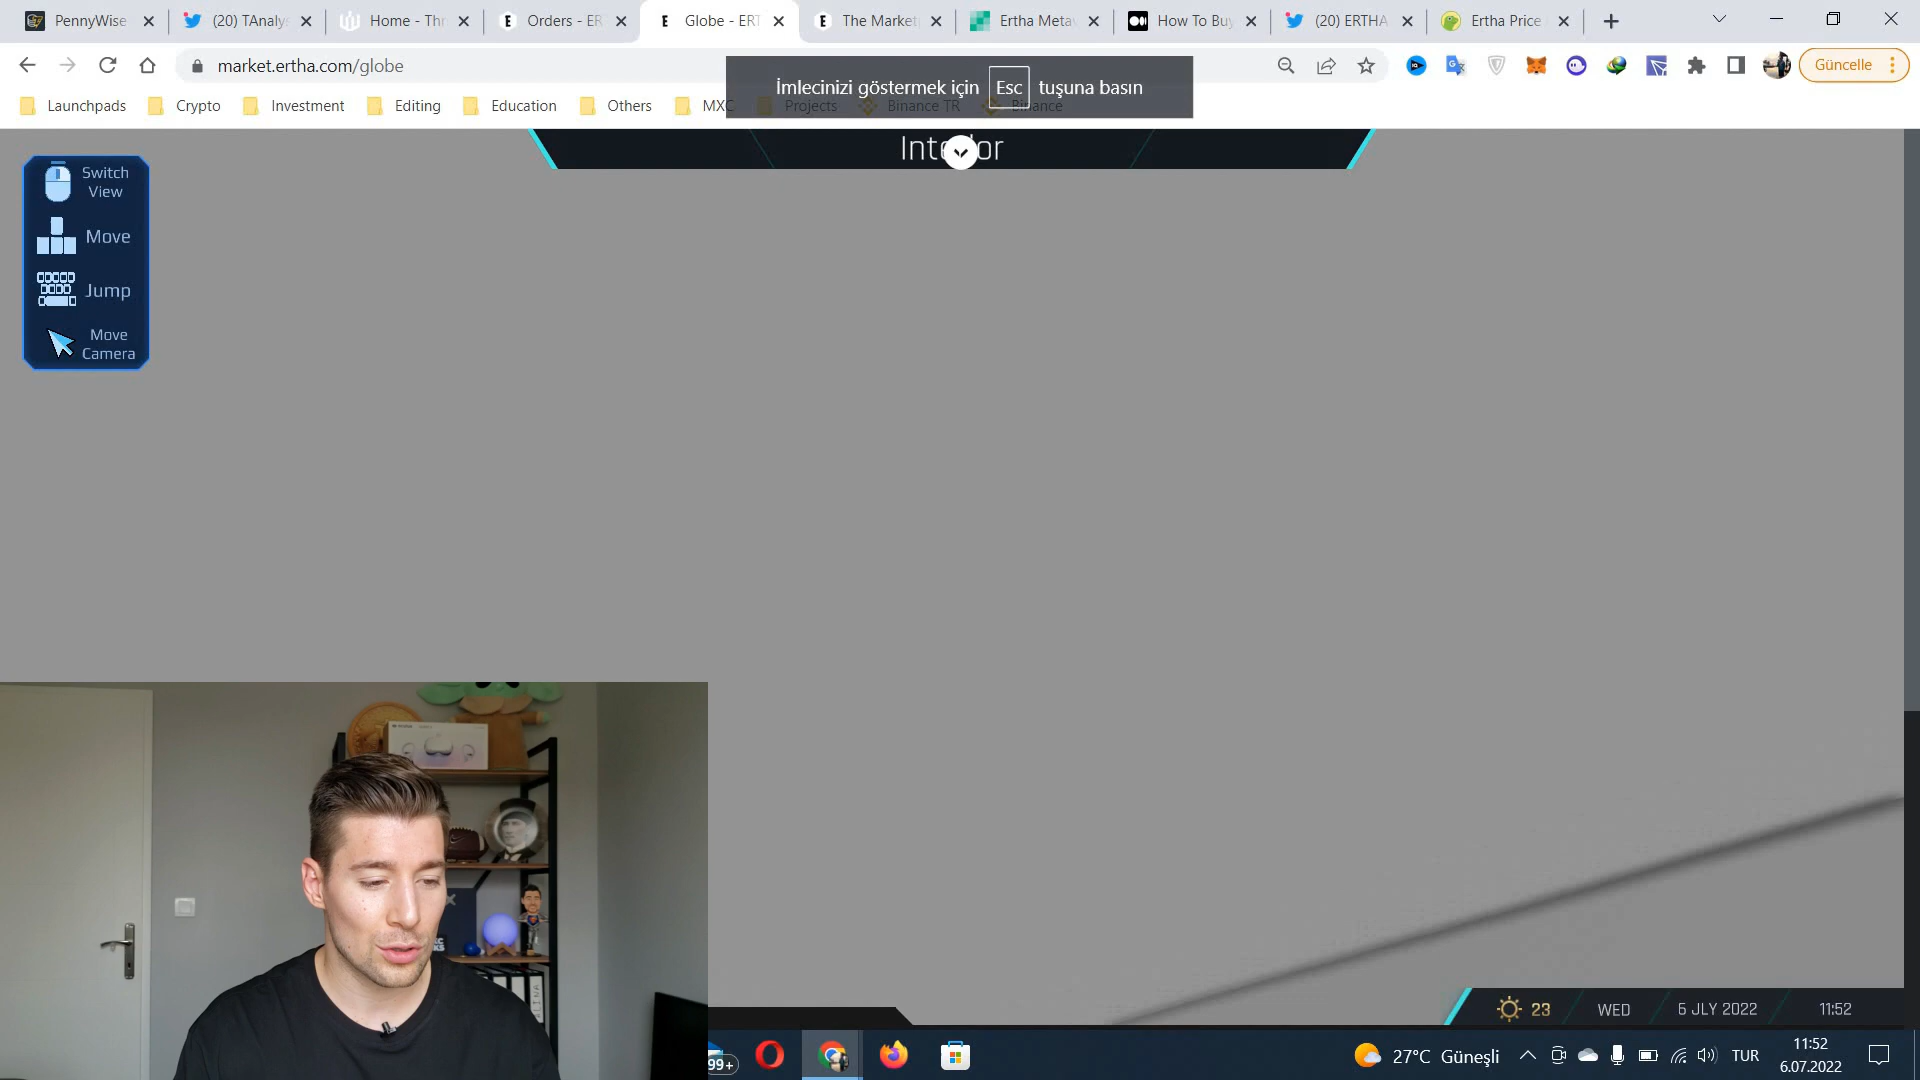 PennyWise
(20) TAnaly
Home - Thr
Orders - ER
Globe - ERT
The Market
Ertha Meta
How To Buy
(20) ERTHA
Ertha Price
market.ertha.com/globe
Güncelle
İmlecinizi göstermek için Esc tuşuna basın
Launchpads
Crypto
Investment
Editing
Education
Others
MXC
Projects
Binance TR
Binance
Switch
View
Move
Jump
Move
Camera
23
WED
11:52
99+
27°C Güneşli
TUR
11:52
6.07.2022